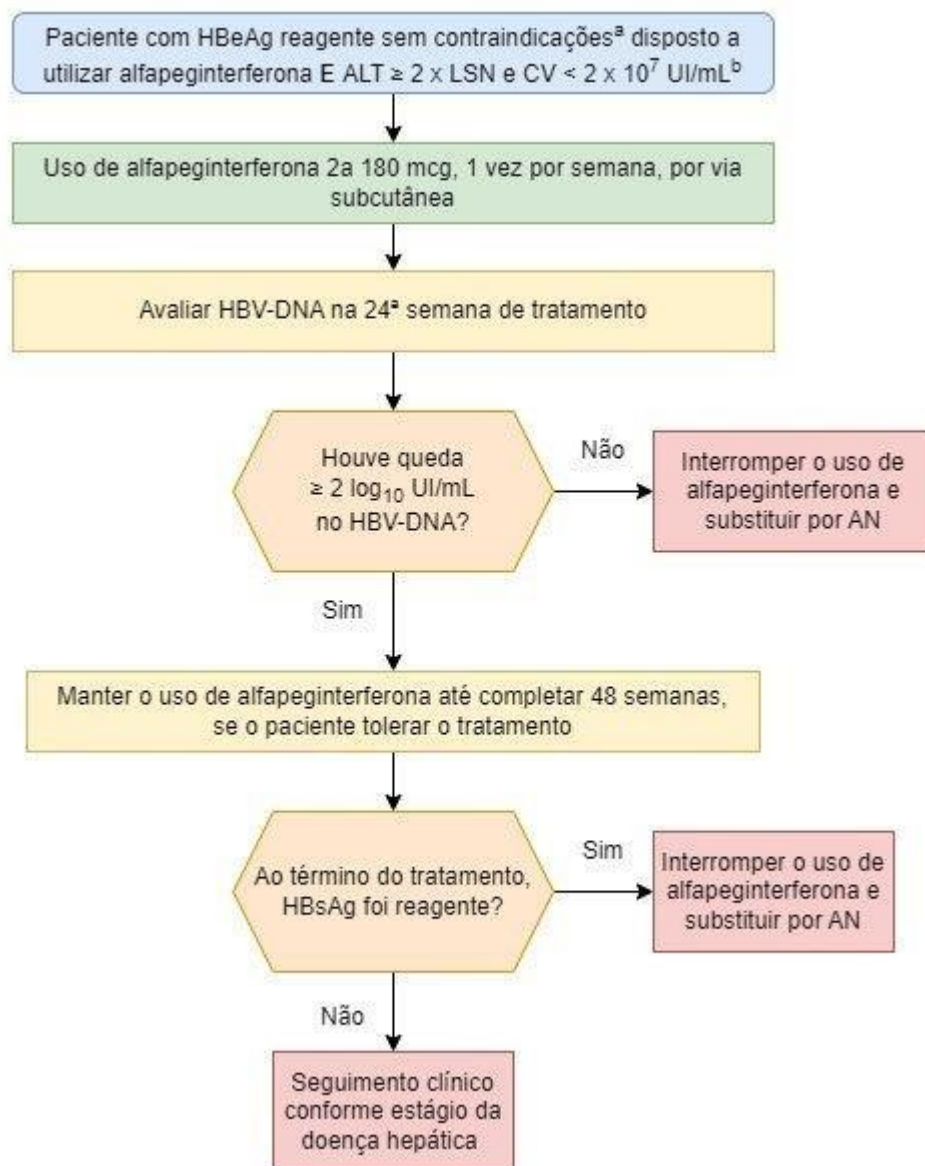 Paciente com HBeAg reagente sem contraindicaçõesª disposto a
utilizar alfapeginterferona E ALT ≥ 2 x LSN e CV < 2 x 10⁷ UI/mLᵇ
Uso de alfapeginterferona 2a 180 mcg, 1 vez por semana, por via
subcutânea
Avaliar HBV-DNA na 24ª semana de tratamento
Houve queda
≥ 2 log₁₀ UI/mL
no HBV-DNA?
Não
Interromper o uso de
alfapeginterferona e
substituir por AN
Sim
Manter o uso de alfapeginterferona até completar 48 semanas,
se o paciente tolerar o tratamento
Ao término do tratamento,
HBsAg foi reagente?
Sim
Interromper o uso de
alfapeginterferona e
substituir por AN
Não
Seguimento clínico
conforme estágio da
doença hepática